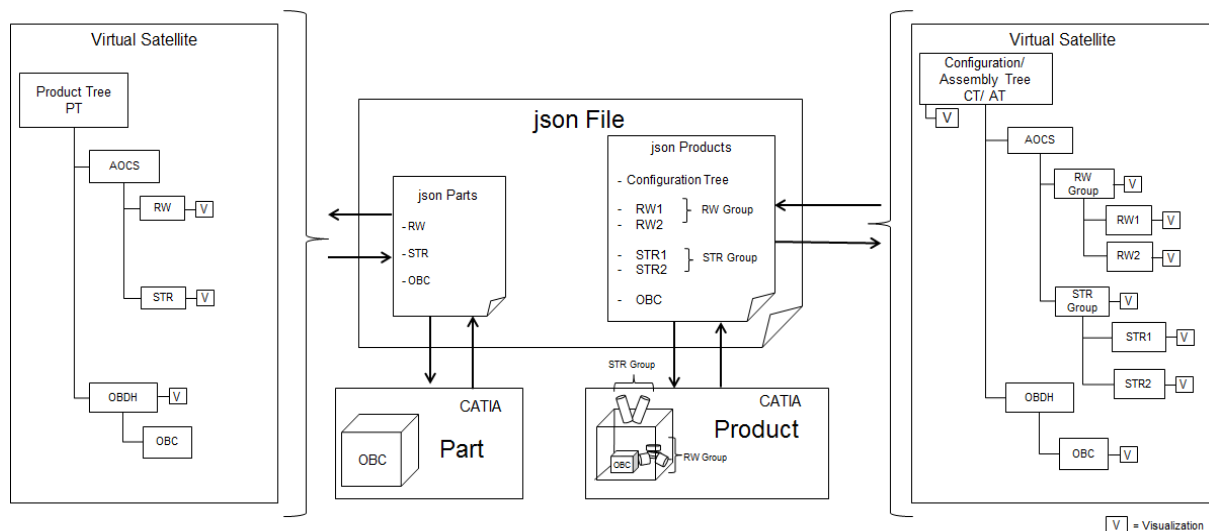 Virtual Satellite
Product Tree
PT
AOCS
RW
V
STR
V
OBDH
V
OBC
json File
json Parts
- RW
- STR
- OBC
json Products
- Configuration Tree
- RW1
- RW2
RW Group
- STR1
- STR2
STR Group
- OBC
CATIA
Part
OBC
STR Group
CATIA
Product
OBC
RW Group
Virtual Satellite
Configuration/
Assembly Tree
CT/ AT
V
AOCS
RW
Group
V
RW1
V
RW2
V
STR
Group
V
STR1
V
STR2
V
OBDH
OBC
V
V = Visualization